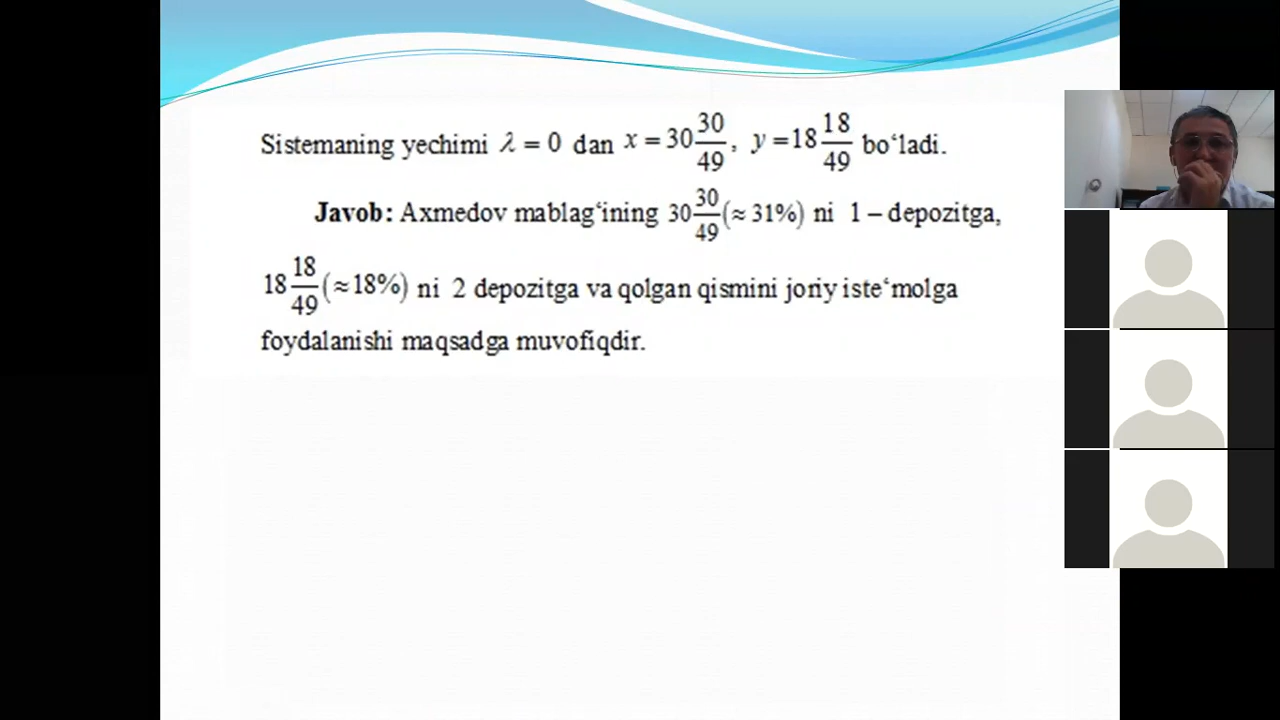 Sistemaning yechimi λ = 0 dan x = 30 30/49, y = 18 18/49 bo‘ladi.
Javob: Axmedov mablag‘ining 30 30/49 (≈ 31%) ni 1 – depozitga,
18 18/49 (≈ 18%) ni 2 depozitga va qolgan qismini joriy iste‘molga
foydalanishi maqsadga muvofiqdir.